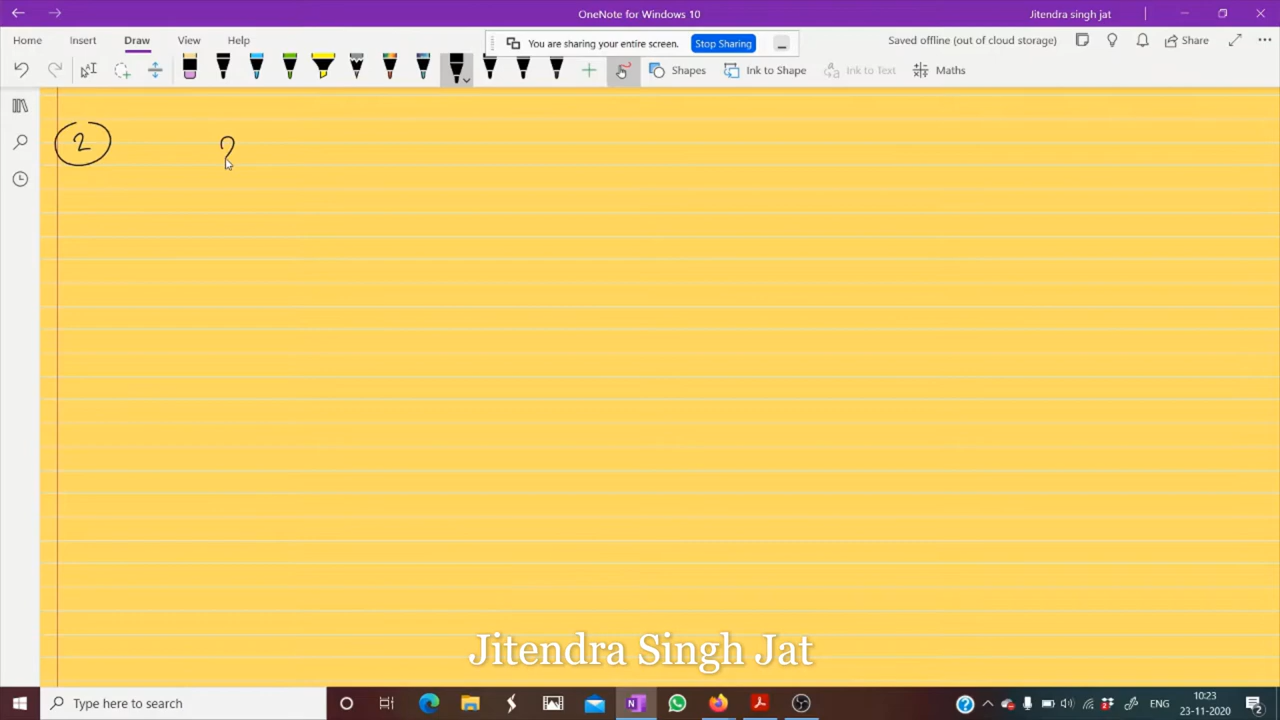 OneNote for Windows 10
Jitendra singh jat
Home Insert Draw View Help
You are sharing your entire screen. Stop Sharing
Saved offline (out of cloud storage)
Share
Shapes Ink to Shape Ink to Text Maths
2 ?
Jitendra Singh Jat
Type here to search
ENG
10:23
23-11-2020
2